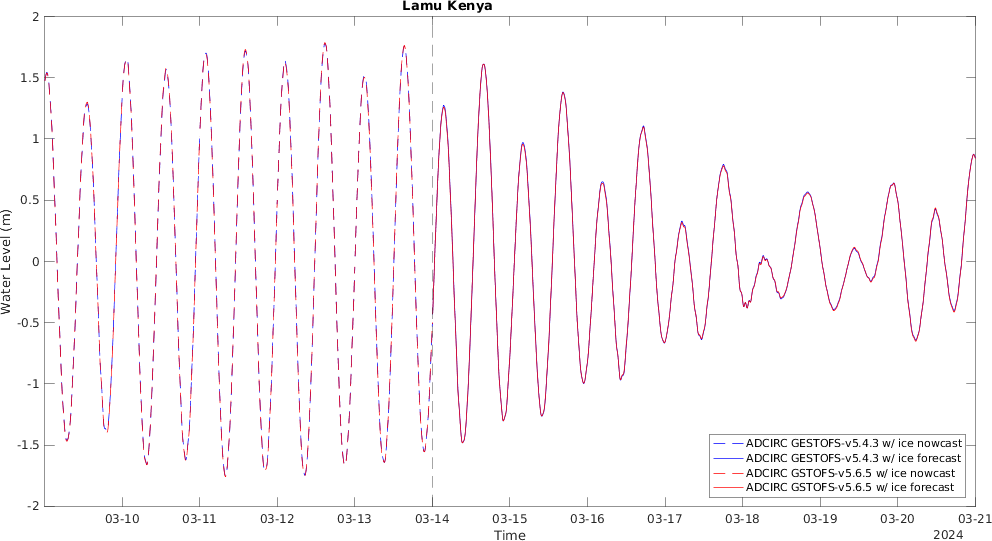 Lamu Kenya
2
1.5
1
0.5
0
-0.5
-1
-1.5
-2
Water Level (m)
03-10 03-11 03-12 03-13 03-14 03-15 03-16 03-17 03-18 03-19 03-20 03-21
Time
2024
ADCIRC GESTOFS-v5.4.3 w/ ice nowcast
ADCIRC GESTOFS-v5.4.3 w/ ice forecast
ADCIRC GSTOFS-v5.6.5 w/ ice nowcast
ADCIRC GSTOFS-v5.6.5 w/ ice forecast